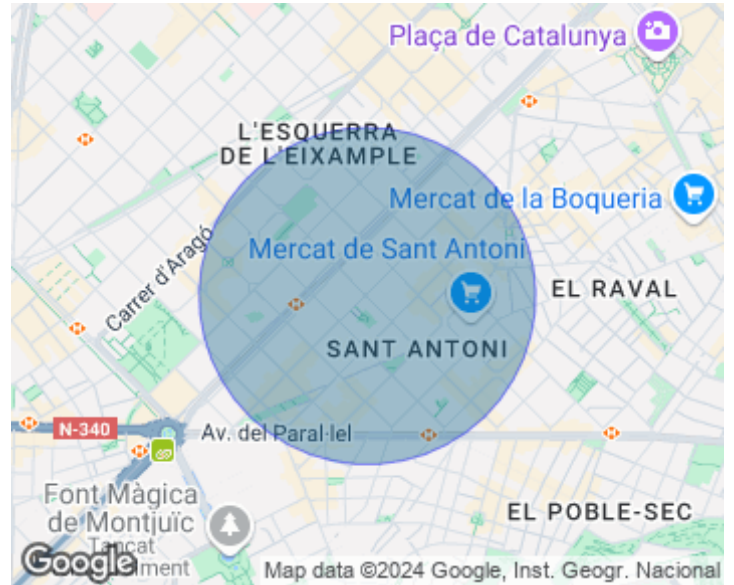 Plaça de Catalunya
L'ESQUERRA
DE L'EIXAMPLE
Mercat de la Boqueria
Carrer d'Aragó
Mercat de Sant Antoni
EL RAVAL
SANT ANTONI
N-340
Av. del Paral·lel
Font Màgica
de Montjuïc
EL POBLE-SEC
Tancat
Google
Map data ©2024 Google, Inst. Geogr. Nacional